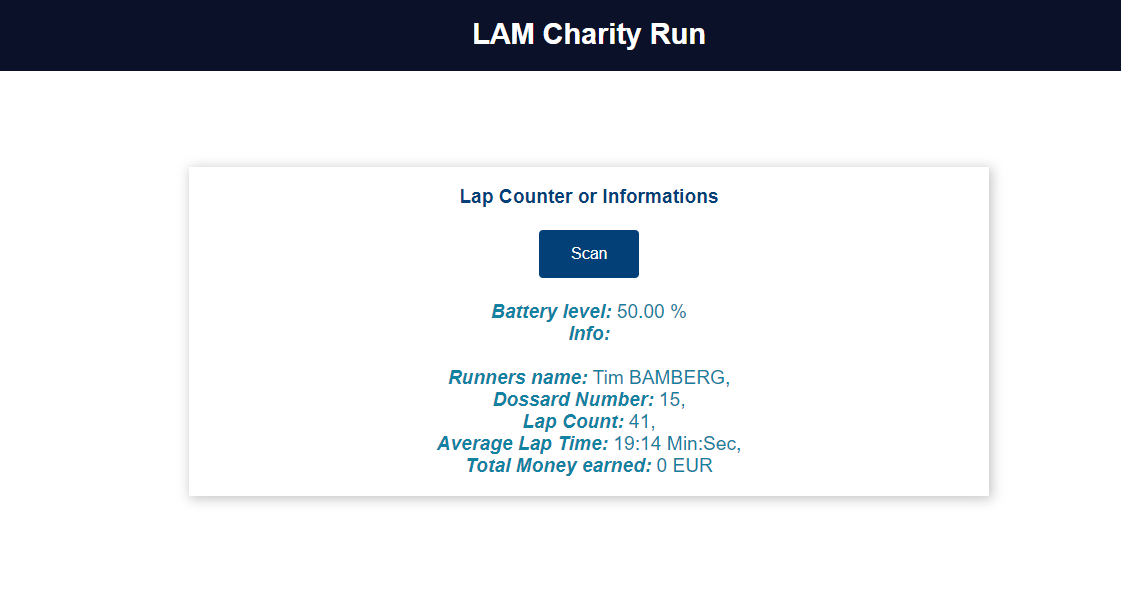 LAM Charity Run
Lap Counter or Informations
Scan
Battery level: 50.00 %
Info:
Runners name: Tim BAMBERG,
Dossard Number: 15,
Lap Count: 41,
Average Lap Time: 19:14 Min:Sec,
Total Money earned: 0 EUR